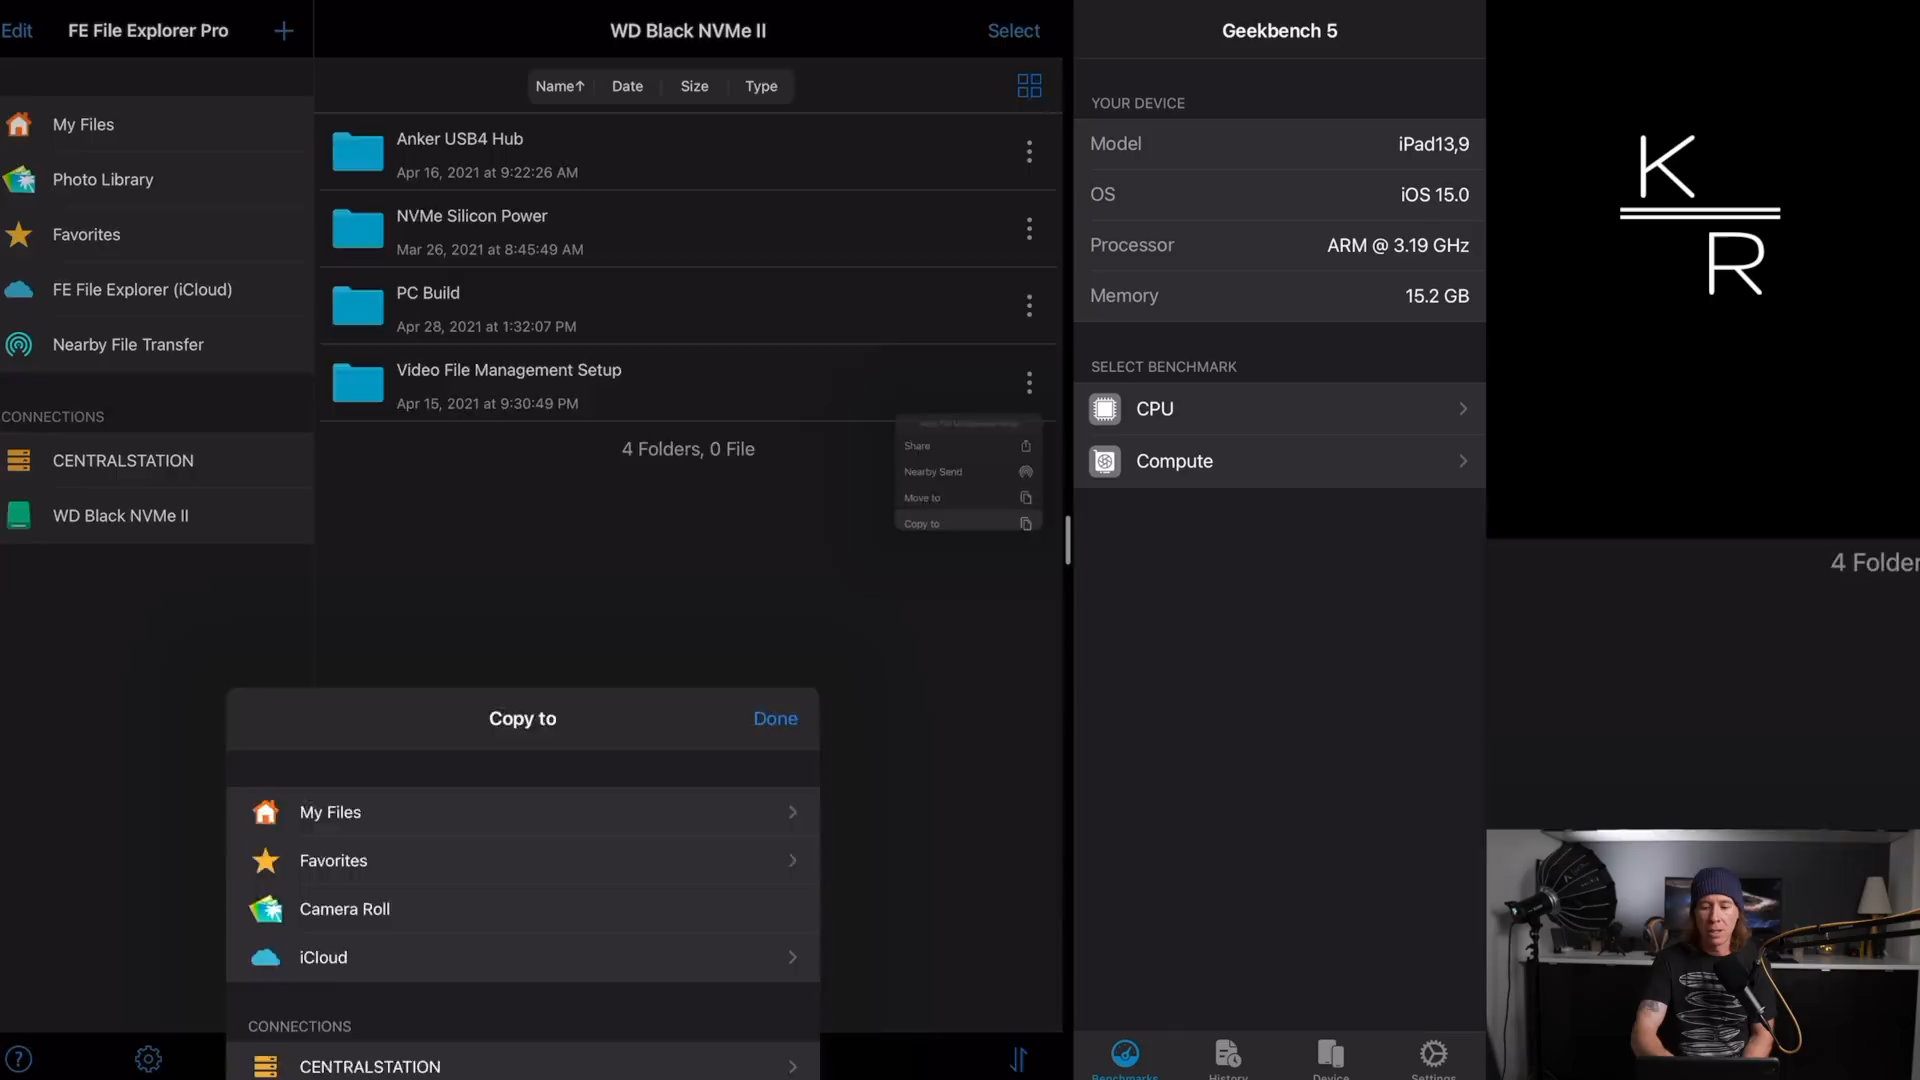 Edit
FE File Explorer Pro
My Files
Photo Library
Favorites
FE File Explorer (iCloud)
Nearby File Transfer
CONNECTIONS
CENTRALSTATION
WD Black NVMe II
WD Black NVMe II
Select
Name↑ Date Size Type
Anker USB4 Hub
Apr 16, 2021 at 9:22:26 AM
NVMe Silicon Power
Mar 26, 2021 at 8:45:49 AM
PC Build
Apr 28, 2021 at 1:32:07 PM
Video File Management Setup
Apr 15, 2021 at 9:30:49 PM
4 Folders, 0 File
Share
Nearby Send
Move to
Copy to
Copy to
Done
My Files
Favorites
Camera Roll
iCloud
CONNECTIONS
CENTRALSTATION
Geekbench 5
YOUR DEVICE
Model iPad13,9
OS iOS 15.0
Processor ARM @ 3.19 GHz
Memory 15.2 GB
SELECT BENCHMARK
CPU
Compute
Benchmarks History Device Settings
K
R
4 Folder